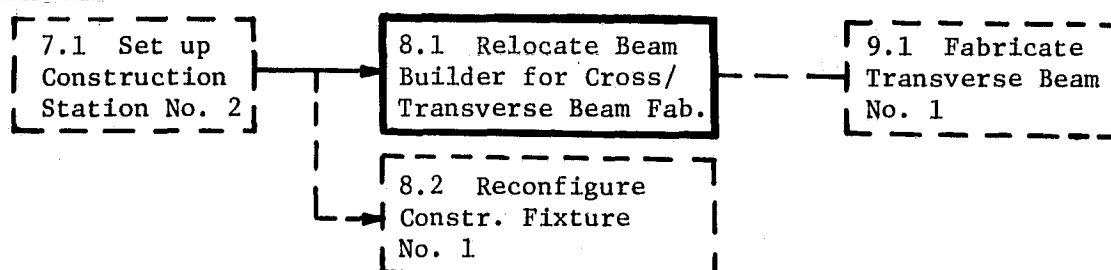 7.1 Set up
Construction
Station No. 2
8.1 Relocate Beam
Builder for Cross/
Transverse Beam Fab.
9.1 Fabricate
Transverse Beam
No. 1
8.2 Reconfigure
Constr. Fixture
No. 1